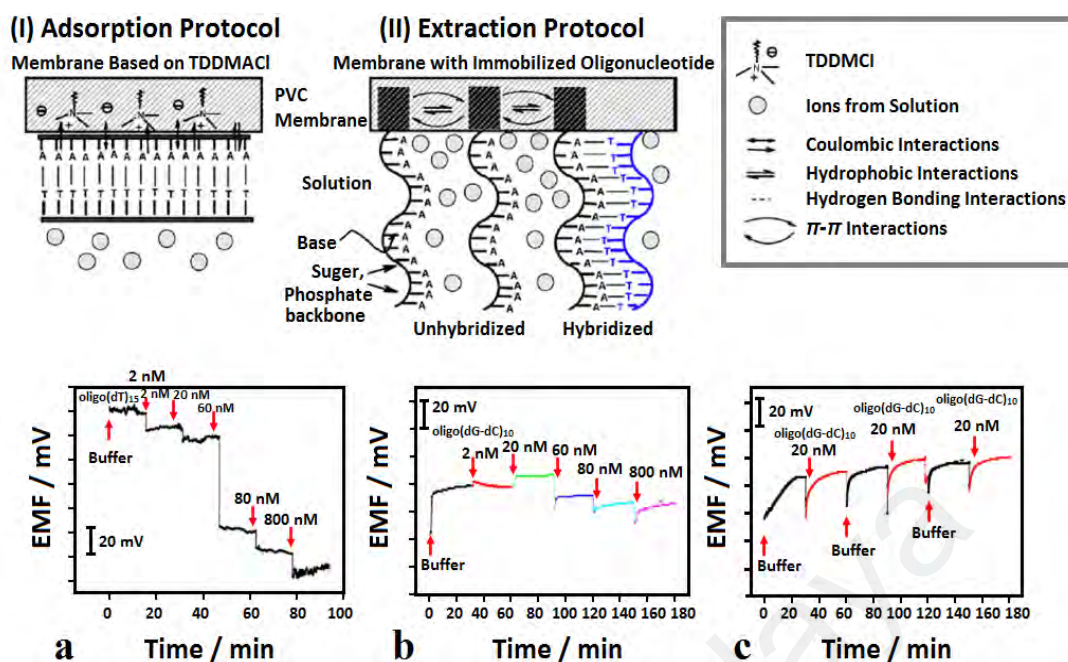 (I) Adsorption Protocol
Membrane Based on TDDMACl
PVC
Membrane
A A A A A A A A A A A
T T T T T T T T T T T T
(II) Extraction Protocol
Membrane with Immobilized Oligonucleotide
Solution
Base
Suger,
Phosphate
backbone
Unhybridized
Hybridized
TDDMCl
Ions from Solution
Coulombic Interactions
Hydrophobic Interactions
Hydrogen Bonding Interactions
π-π Interactions
EMF / mV
2 nM
oligo(dT)15
2 nM
20 nM
60 nM
Buffer
80 nM
800 nM
20 mV
0 20 40 60 80 100
Time / min
a
EMF / mV
20 mV
oligo(dG-dC)10
2 nM
20 nM
60 nM
80 nM
800 nM
Buffer
0 20 40 60 80 100 120 140 160 180
Time / min
b
EMF / mV
20 mV
oligo(dG-dC)10
20 nM
oligo(dG-dC)10
20 nM
oligo(dG-dC)10
20 nM
Buffer
Buffer
Buffer
0 20 40 60 80 100 120 140 160 180
Time / min
c